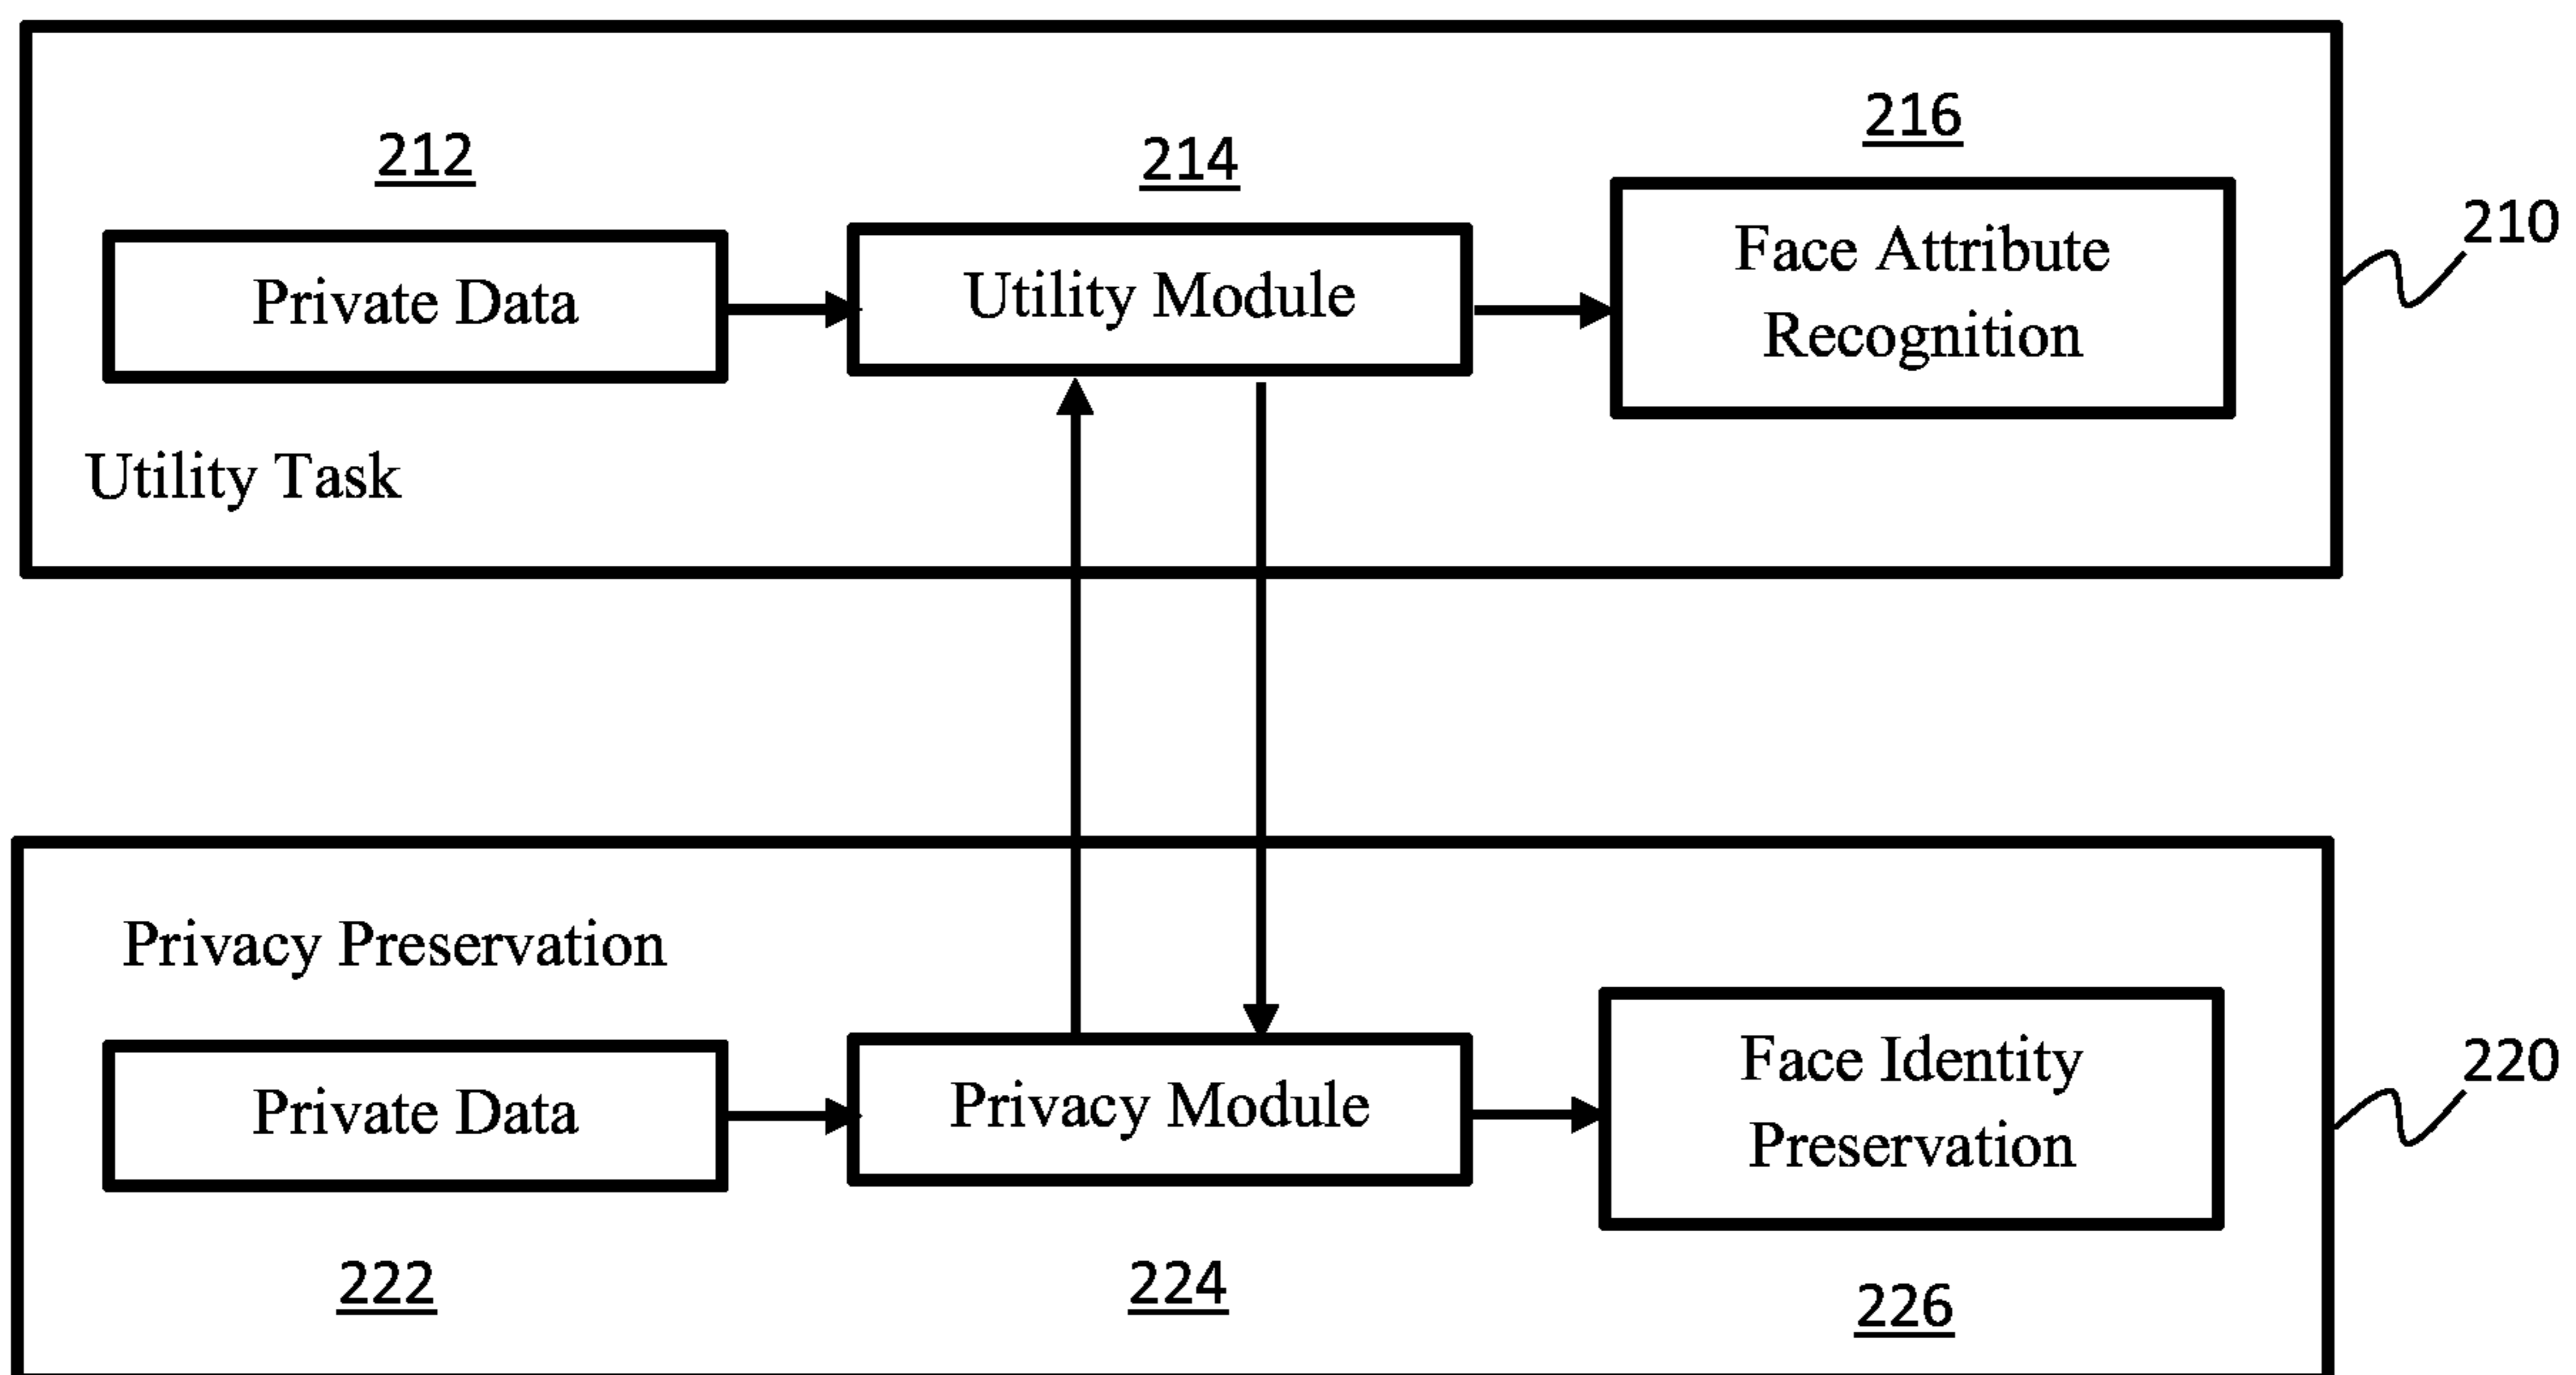 216
212
214
210
Private Data
Utility Module
Face Attribute
Recognition
Utility Task
Privacy Preservation
Private Data
Privacy Module
Face Identity
Preservation
220
222
224
226